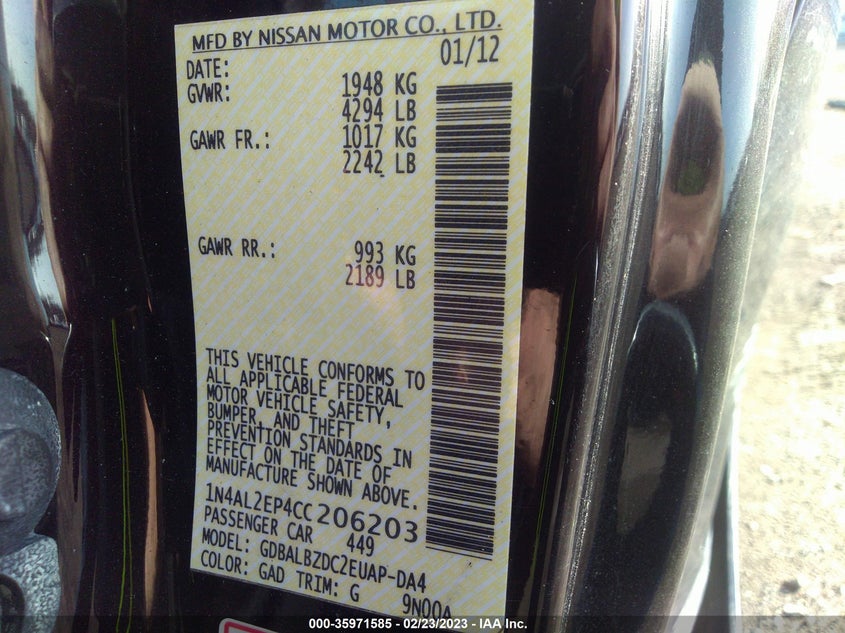 MFD BY NISSAN MOTOR CO., LTD.
DATE: 01/12
GVWR: 1948 KG
4294 LB
GAWR FR.: 1017 KG
2242 LB
GAWR RR.: 993 KG
2189 LB
THIS VEHICLE CONFORMS TO
ALL APPLICABLE FEDERAL
MOTOR VEHICLE SAFETY,
BUMPER, AND THEFT
PREVENTION STANDARDS IN
EFFECT ON THE DATE OF
MANUFACTURE SHOWN ABOVE.
1N4AL2EP4CC206203
PASSENGER CAR 449
MODEL: GDBALBZDC2EUAP-DA4
COLOR: GAD TRIM: G 9N00A
000-35971585 - 02/23/2023 - IAA Inc.